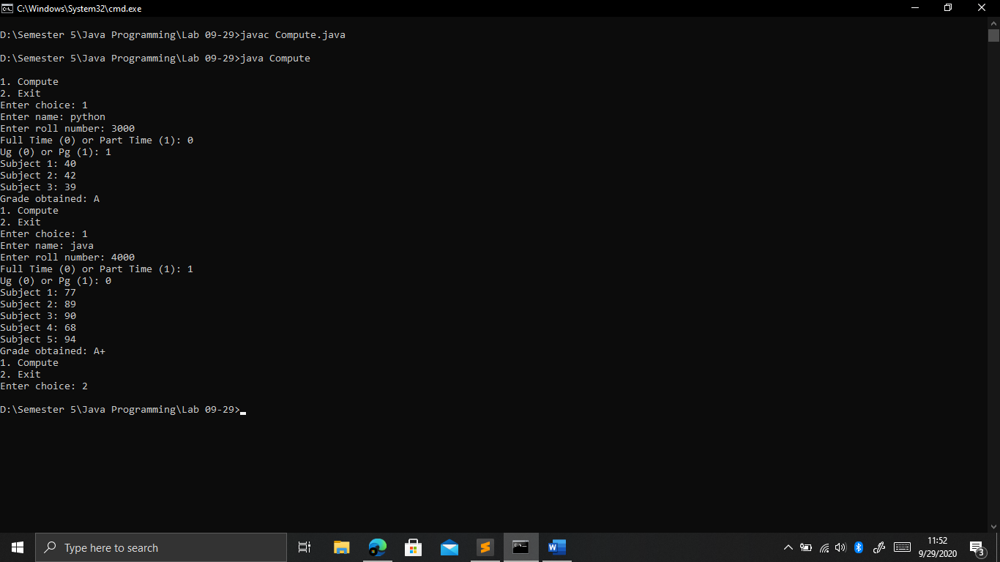 C:\Windows\System32\cmd.exe
D:\Semester 5\Java Programming\Lab 09-29>javac Compute.java
D:\Semester 5\Java Programming\Lab 09-29>java Compute
1. Compute
2. Exit
Enter choice: 1
Enter name: python
Enter roll number: 3000
Full Time (0) or Part Time (1): 0
Ug (0) or Pg (1): 1
Subject 1: 40
Subject 2: 42
Subject 3: 39
Grade obtained: A
1. Compute
2. Exit
Enter choice: 1
Enter name: java
Enter roll number: 4000
Full Time (0) or Part Time (1): 1
Ug (0) or Pg (1): 0
Subject 1: 77
Subject 2: 89
Subject 3: 90
Subject 4: 68
Subject 5: 94
Grade obtained: A+
1. Compute
2. Exit
Enter choice: 2
D:\Semester 5\Java Programming\Lab 09-29>
Type here to search
11:52
9/29/2020
3